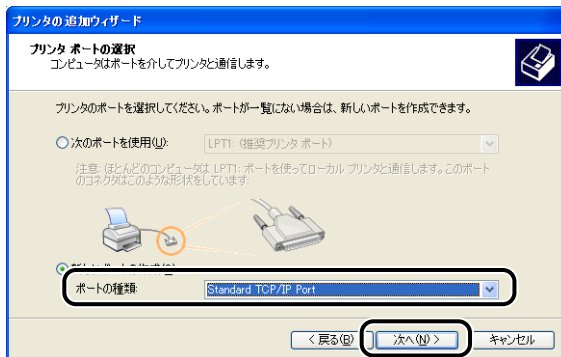 プリンタの追加ウィザード
プリンタ ポートの選択
コンピュータはポートを介してプリンタと通信します。
プリンタのポートを選択してください。ポートが一覧にない場合は、新しいポートを作成できます。
次のポートを使用(U):
LPT1: (推奨プリンタ ポート)
注意: ほとんどのコンピュータは LPT1: ポートを使ってローカル プリンタと通信します。このポート
のコネクタはこのような形状をしています:
ポートの種類:
Standard TCP/IP Port
< 戻る(B)
次へ(N) >
キャンセル